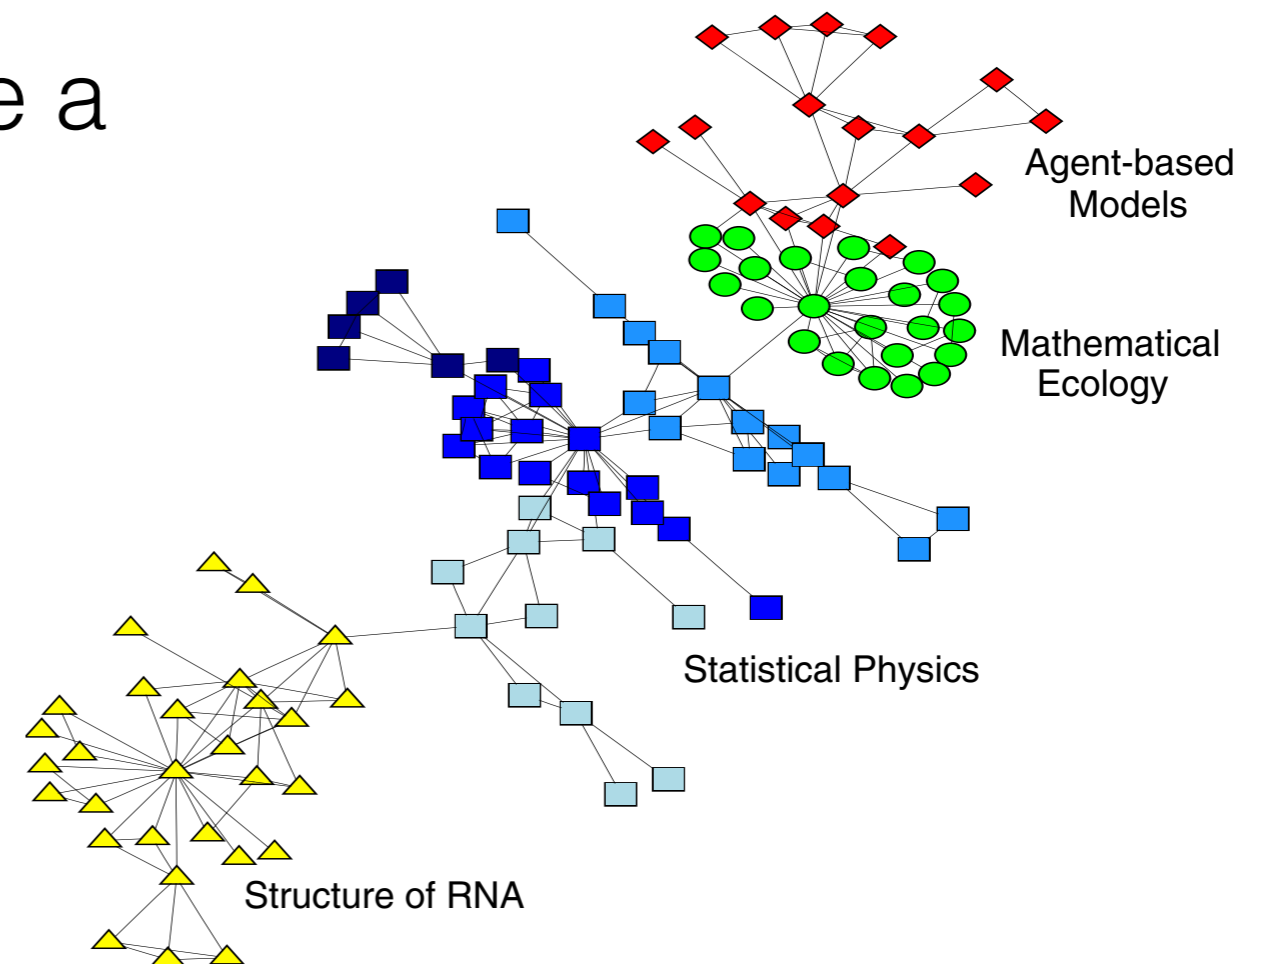 e a
Agent-based
Models
Mathematical
Ecology
Statistical Physics
Structure of RNA